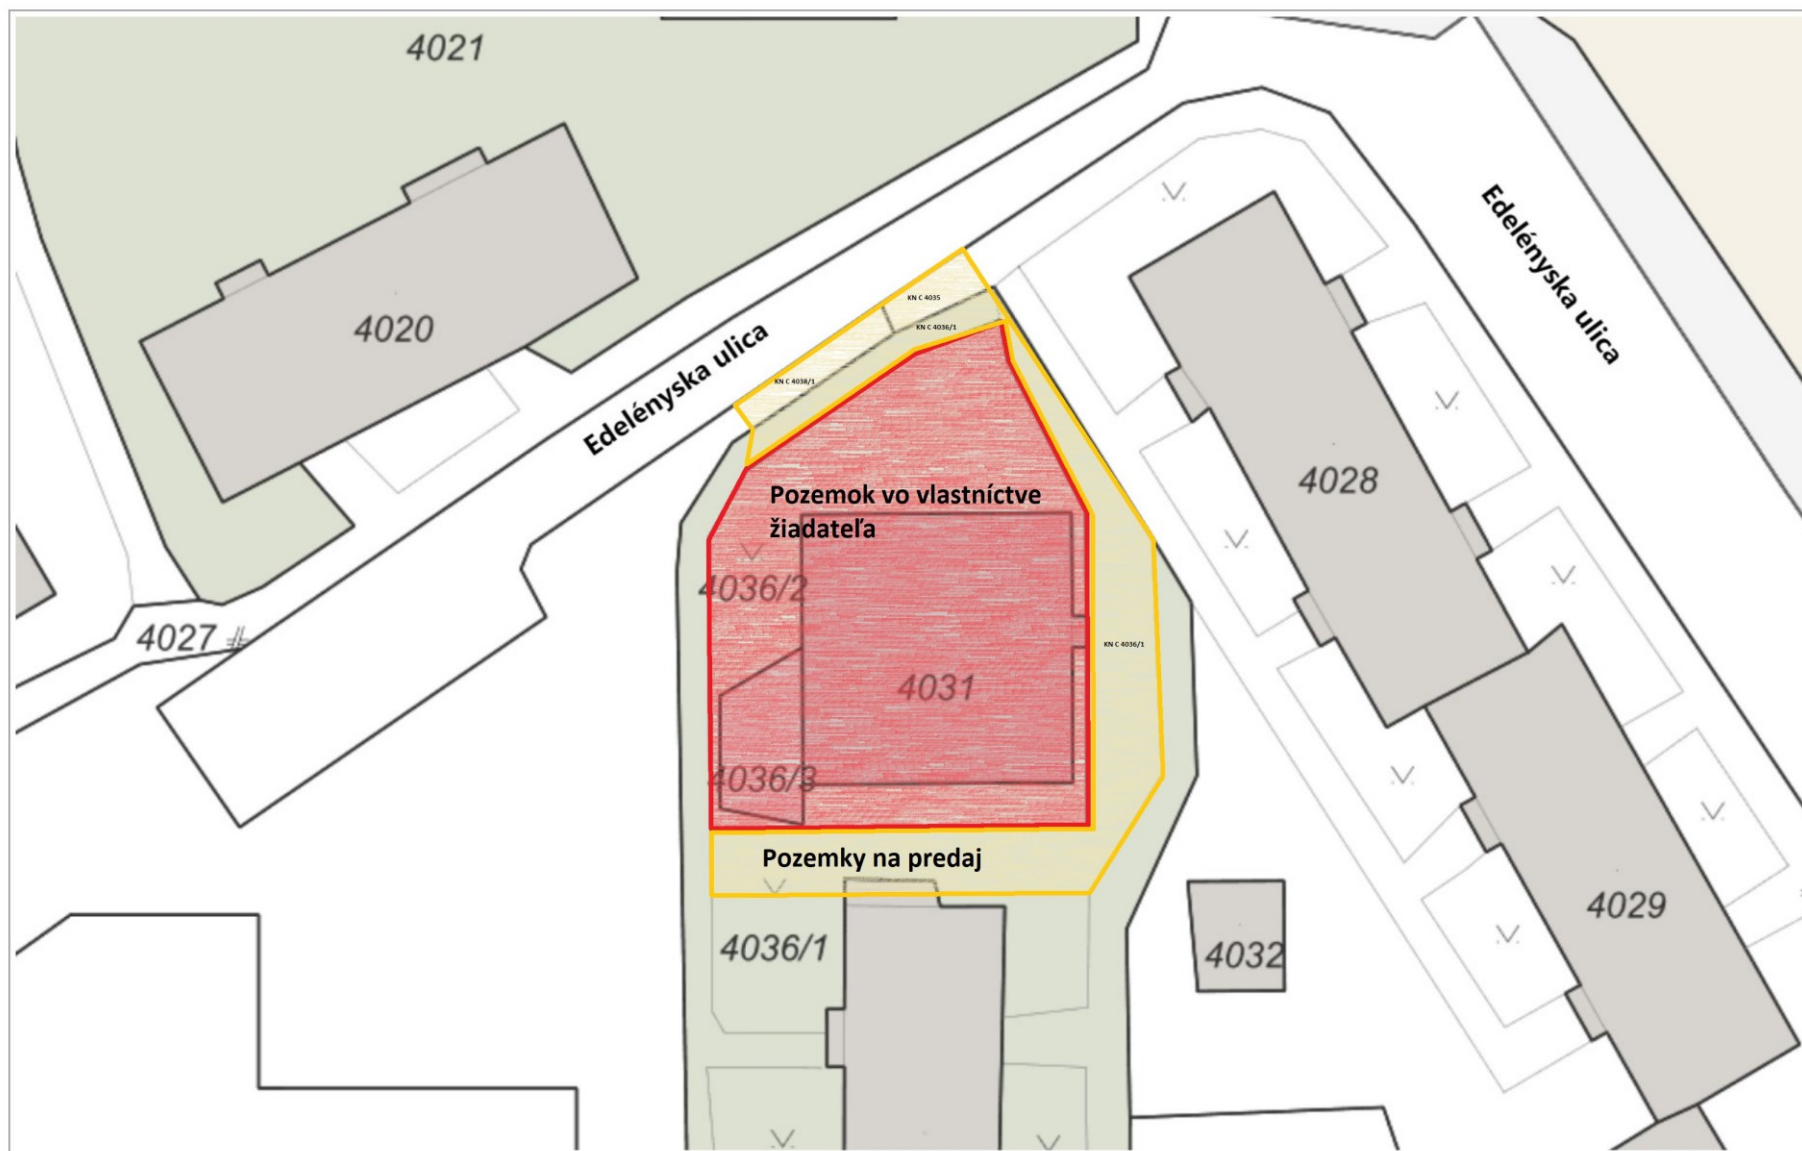 4021
4020
Edelényska ulica
Edelényska ulica
KN C 4035
KN C 4036/1
KN C 4038/1
4028
Pozemok vo vlastníctve
žiadateľa
4036/2
4027
KN C 4036/1
4031
4036/3
Pozemky na predaj
4029
4036/1
4032